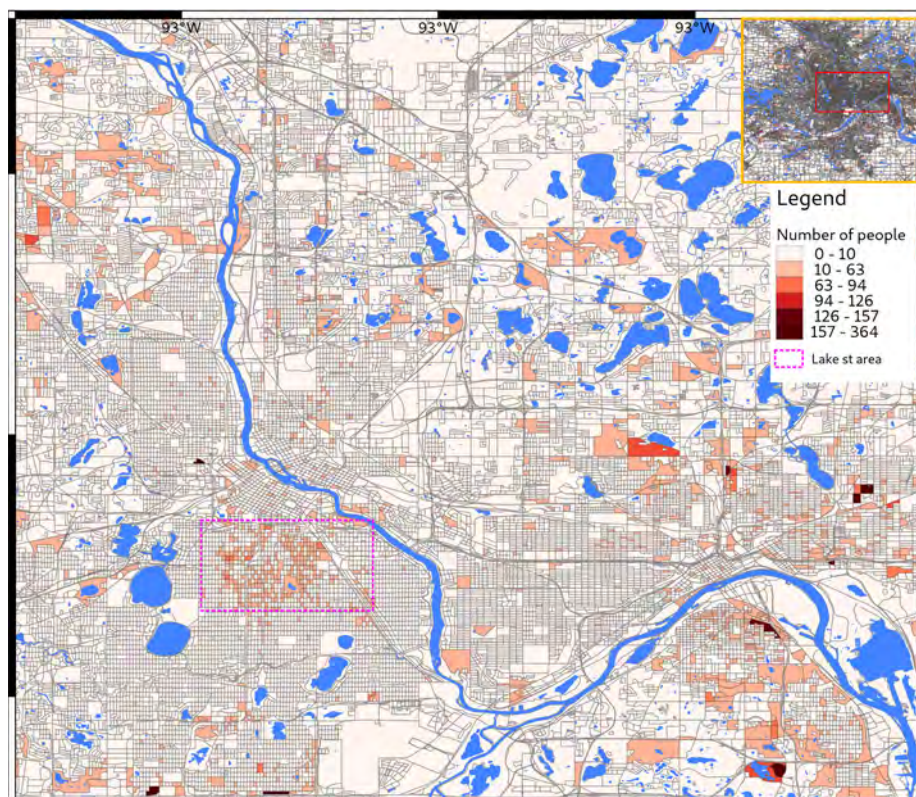 93°W 93°W 93°W
Legend
Number of people
0 - 10
10 - 63
63 - 94
94 - 126
126 - 157
157 - 364
Lake st area